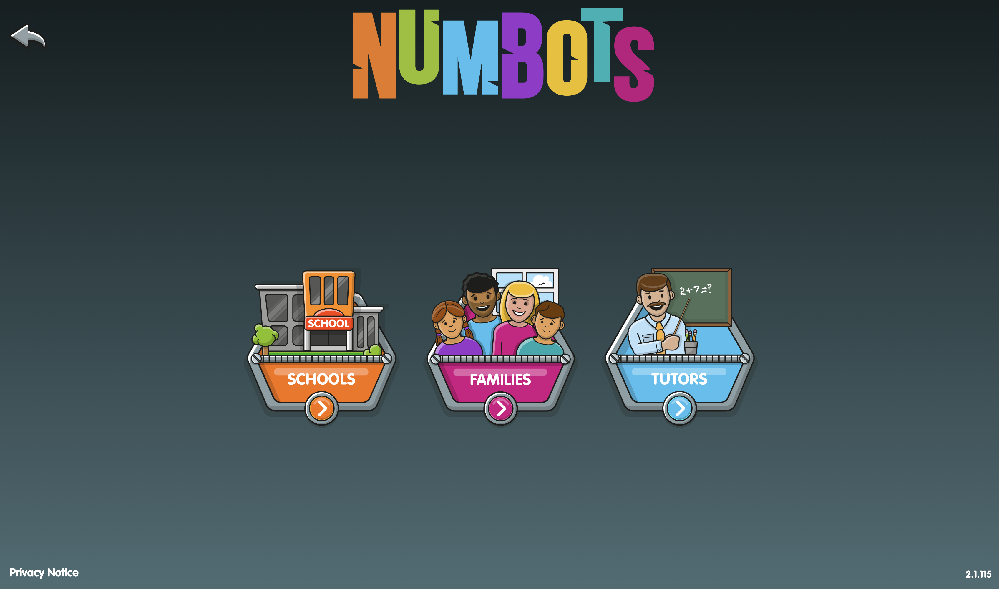 NUMBOTS
2+7=?
SCHOOL
SCHOOLS
FAMILIES
TUTORS
Privacy Notice
2.1.115